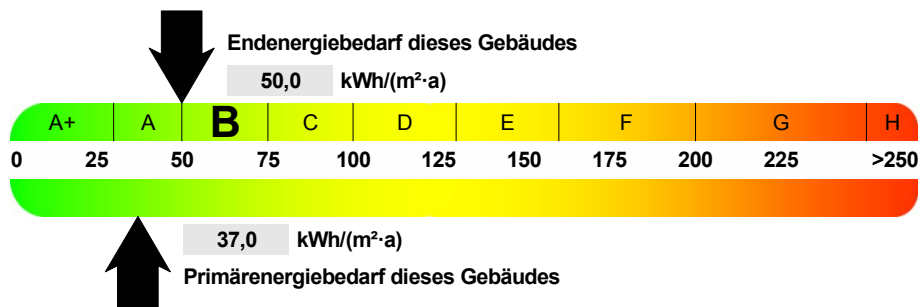 Endenergiebedarf dieses Gebäudes
50,0 kWh/(m²·a)
A+ A B C D E F G H
0 25 50 75 100 125 150 175 200 225 >250
37,0 kWh/(m²·a)
Primärenergiebedarf dieses Gebäudes